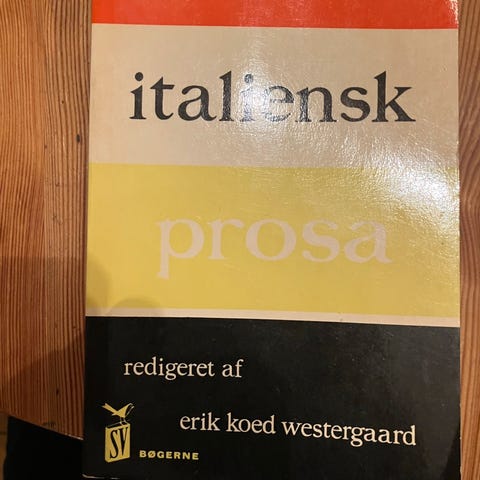 italiensk
prosa
redigeret af
erik koed westergaard
SV
BØGERNE